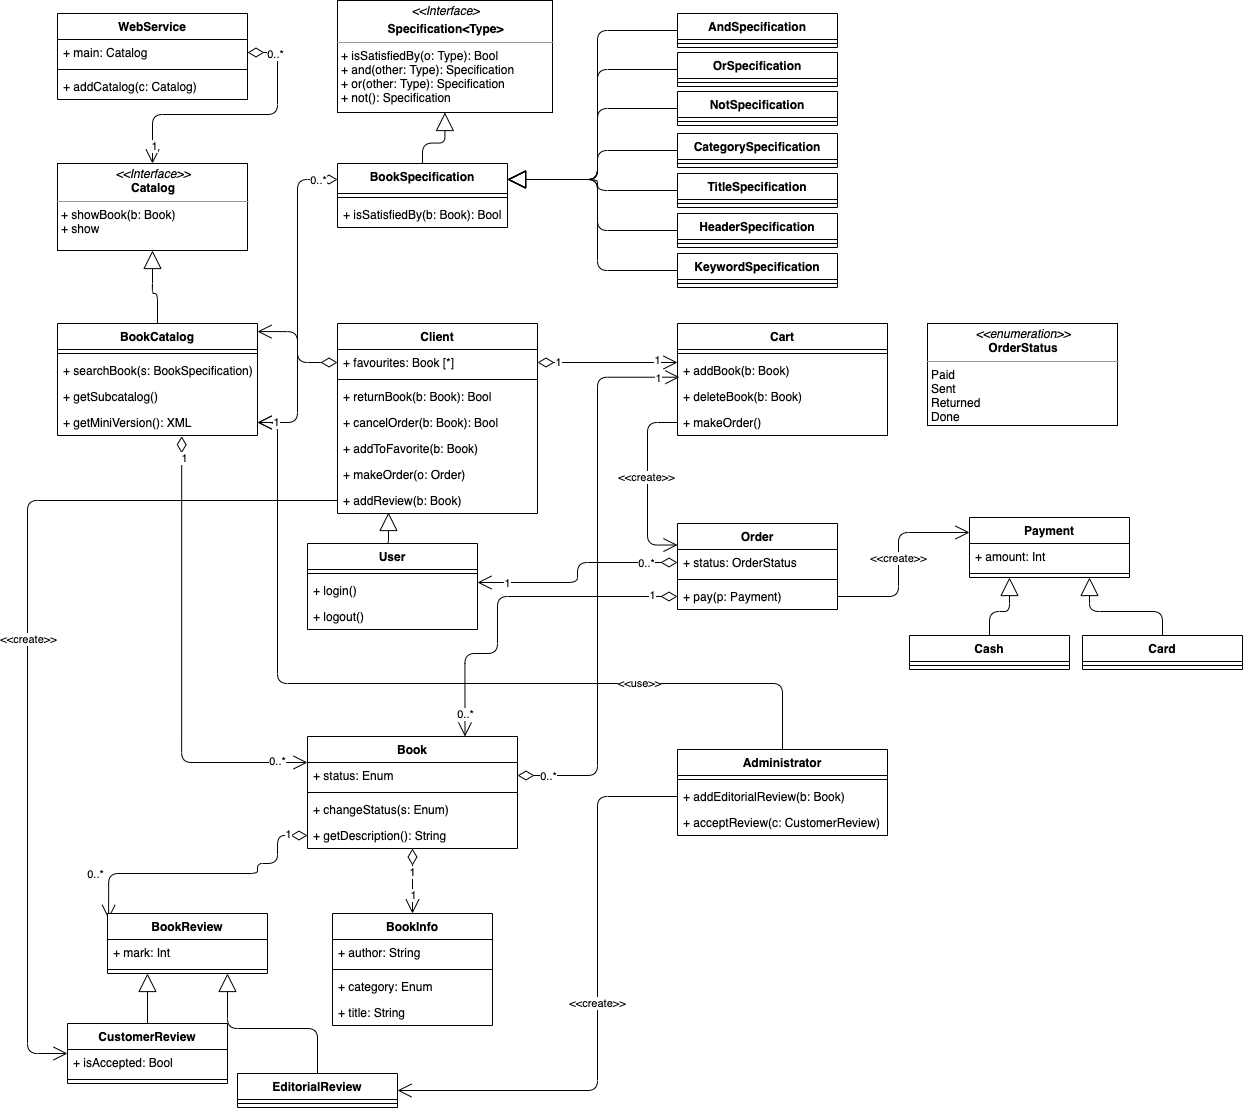 WebService
+ main: Catalog
+ addCatalog(c: Catalog)
0..*
1
<<Interface>>
Specification<Type>
+ isSatisfiedBy(o: Type): Bool
+ and(other: Type): Specification
+ or(other: Type): Specification
+ not(): Specification
AndSpecification
OrSpecification
NotSpecification
CategorySpecification
TitleSpecification
HeaderSpecification
KeywordSpecification
<<Interface>>
Catalog
+ showBook(b: Book)
+ show
0..*
BookSpecification
+ isSatisfiedBy(b: Book): Bool
BookCatalog
+ searchBook(s: BookSpecification)
+ getSubcatalog()
+ getMiniVersion(): XML
1
1
Client
+ favourites: Book [*]
+ returnBook(b: Book): Bool
+ cancelOrder(b: Book): Bool
+ addToFavorite(b: Book)
+ makeOrder(o: Order)
+ addReview(b: Book)
1
1
1
Cart
+ addBook(b: Book)
+ deleteBook(b: Book)
+ makeOrder()
<<enumeration>>
OrderStatus
Paid
Sent
Returned
Done
<<create>>
User
+ login()
+ logout()
1
0..*
1
Order
+ status: OrderStatus
+ pay(p: Payment)
<<create>>
Payment
+ amount: Int
Cash
Card
<<create>>
<<use>>
0..*
0..*
Book
+ status: Enum
+ changeStatus(s: Enum)
+ getDescription(): String
0..*
1
1
1
0..*
Administrator
+ addEditorialReview(b: Book)
+ acceptReview(c: CustomerReview)
BookReview
+ mark: Int
BookInfo
+ author: String
+ category: Enum
+ title: String
<<create>>
CustomerReview
+ isAccepted: Bool
EditorialReview